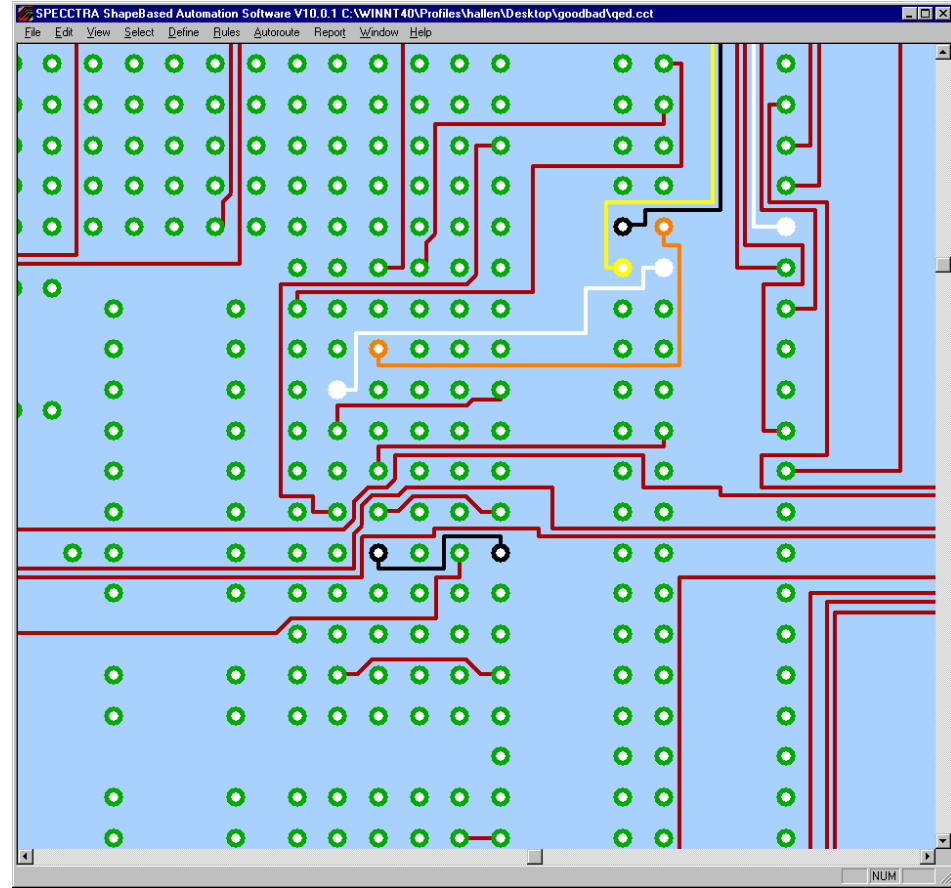 SPECCTRA ShapeBased Automation Software V10.0.1 C:\WINNT40\Profiles\hallen\Desktop\goodbad\qed.cct
File Edit View Select Define Rules Autoroute Report Window Help
NUM